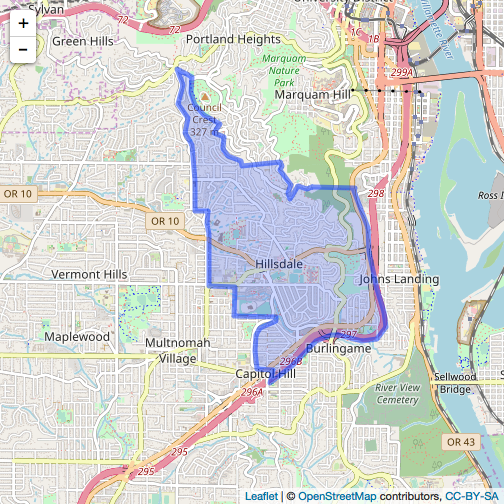 +
−
Sylvan
Green Hills
Portland Heights
1C
1B
299A
Willamette River
Marquam
Nature
Park
Marquam Hill
Council
Crest
327 m
OR 10
OR 10
298
Ross I
Hillsdale
Vermont Hills
Johns Landing
Maplewood
Multnomah
Village
297
Burlingame
296B
Capitol Hill
296A
River View
Cemetery
Sellwood
Bridge
OR 43
295
295
Leaflet | © OpenStreetMap contributors, CC-BY-SA